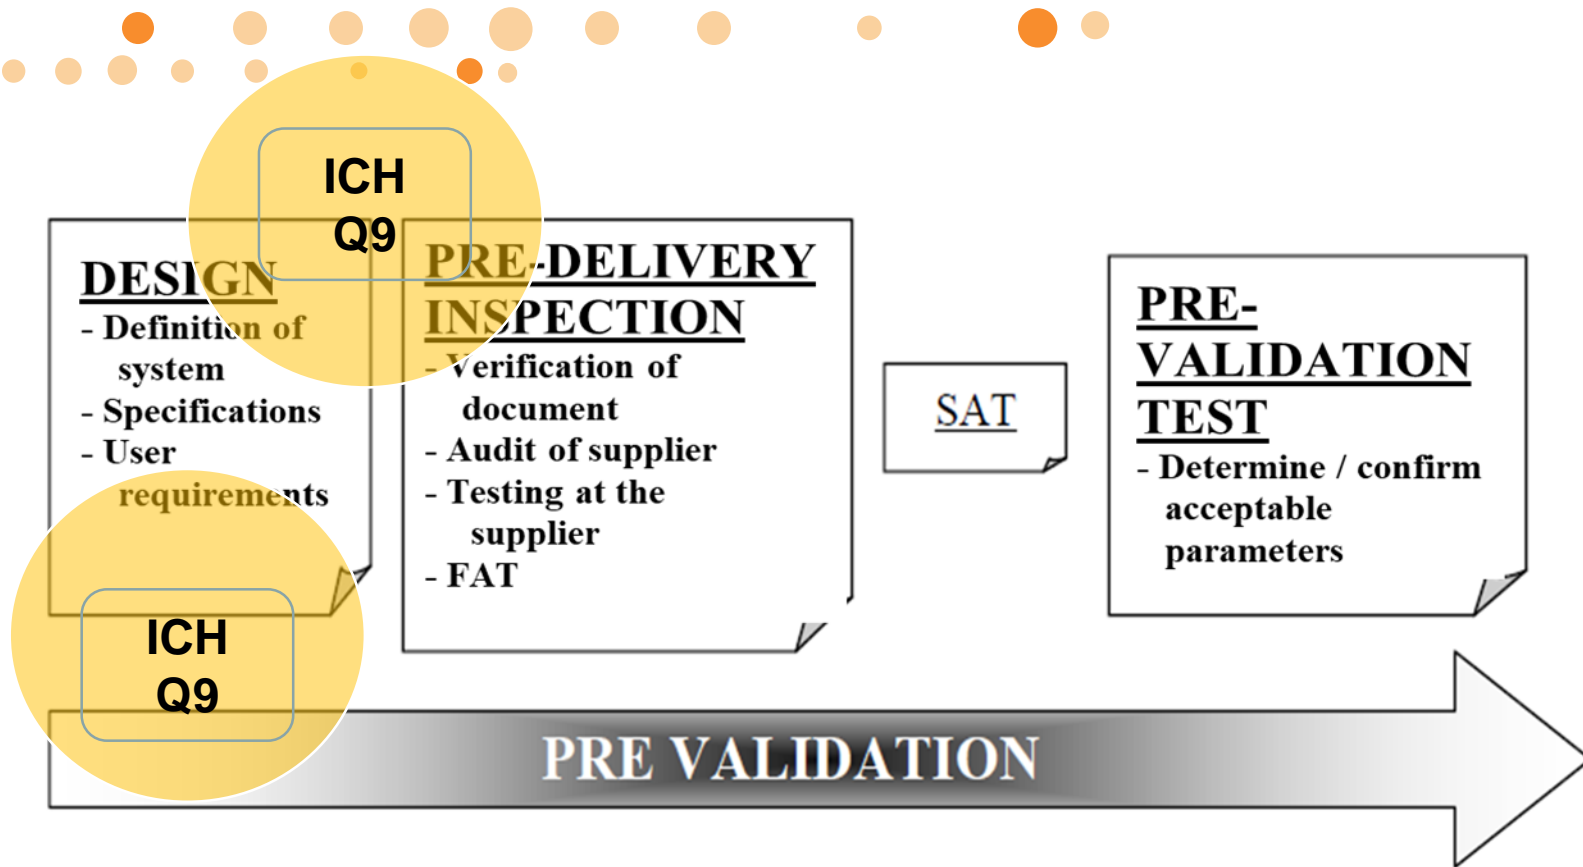 ICH
Q9
DESIGN
- Definition of
system
- Specifications
- User
requirements
ICH
Q9
PRE-DELIVERY
INSPECTION
- Verification of
document
- Audit of supplier
- Testing at the
supplier
- FAT
SAT
PRE-
VALIDATION
TEST
- Determine / confirm
acceptable
parameters
PRE VALIDATION